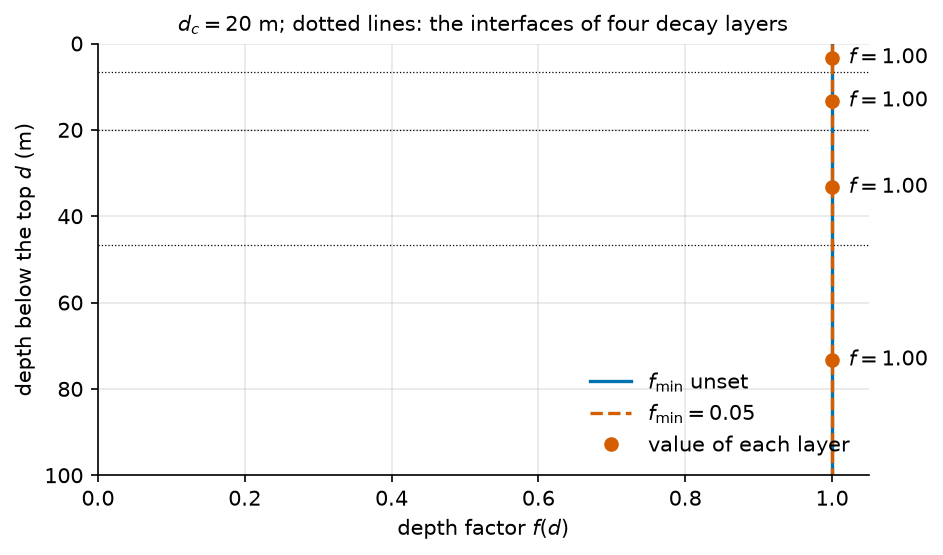 d_c = 20 m; dotted lines: the interfaces of four decay layers
0
20
40
60
80
100
depth below the top d (m)
f = 1.00
f = 1.00
f = 1.00
f = 1.00
f_min unset
f_min = 0.05
value of each layer
0.0
0.2
0.4
0.6
0.8
1.0
depth factor f(d)